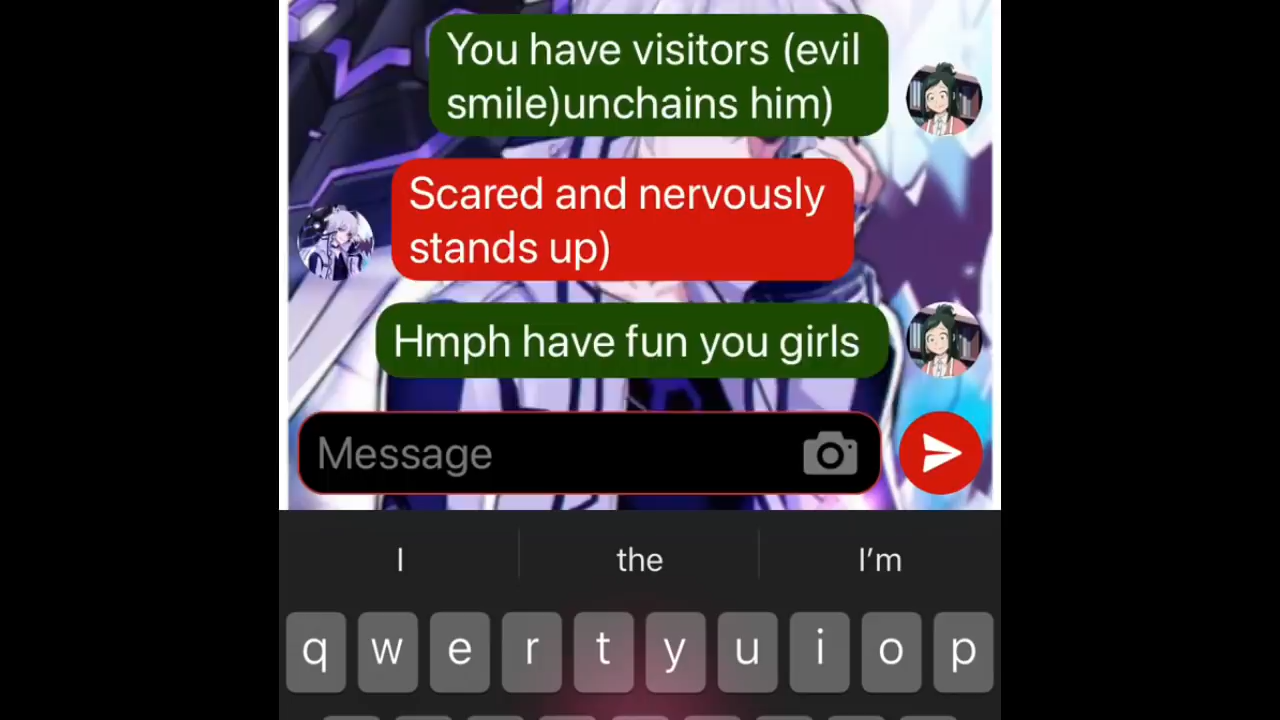 You have visitors (evil
smile)unchains him)
Scared and nervously
stands up)
Hmph have fun you girls
Message
I
the
I’m
q w e r t y u i o p